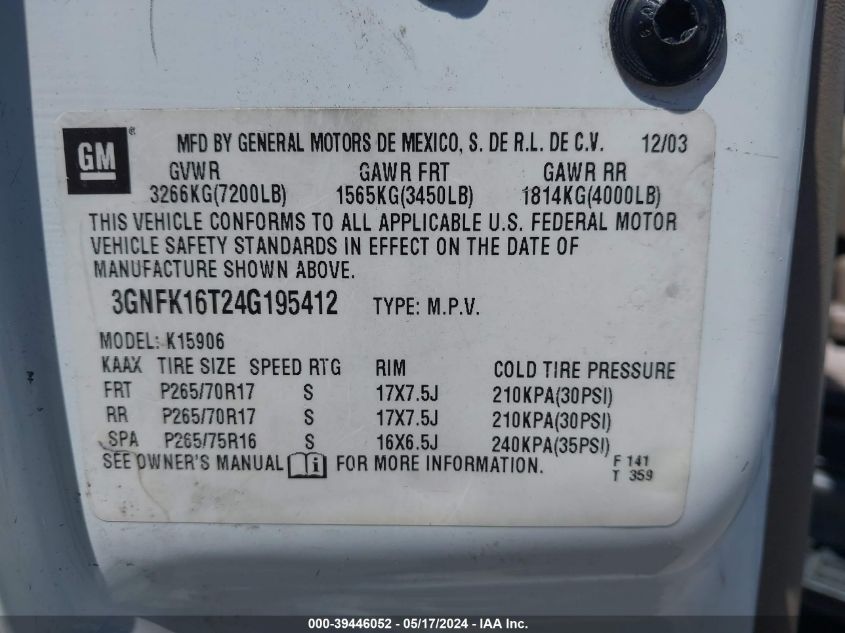 GM ® MFD BY GENERAL MOTORS DE MEXICO, S. DE R.L. DE C.V. 12/03
GVWR GAWR FRT GAWR RR
3266KG(7200LB) 1565KG(3450LB) 1814KG(4000LB)
THIS VEHICLE CONFORMS TO ALL APPLICABLE U.S. FEDERAL MOTOR
VEHICLE SAFETY STANDARDS IN EFFECT ON THE DATE OF
MANUFACTURE SHOWN ABOVE.
3GNFK16T24G195412 TYPE: M.P.V.
MODEL: K15906
KAAX TIRE SIZE SPEED RTG RIM COLD TIRE PRESSURE
FRT P265/70R17 S 17X7.5J 210KPA(30PSI)
RR P265/70R17 S 17X7.5J 210KPA(30PSI)
SPA P265/75R16 S 16X6.5J 240KPA(35PSI)
SEE OWNER'S MANUAL i FOR MORE INFORMATION. F 141
T 359
000-39446052 - 05/17/2024 - IAA Inc.